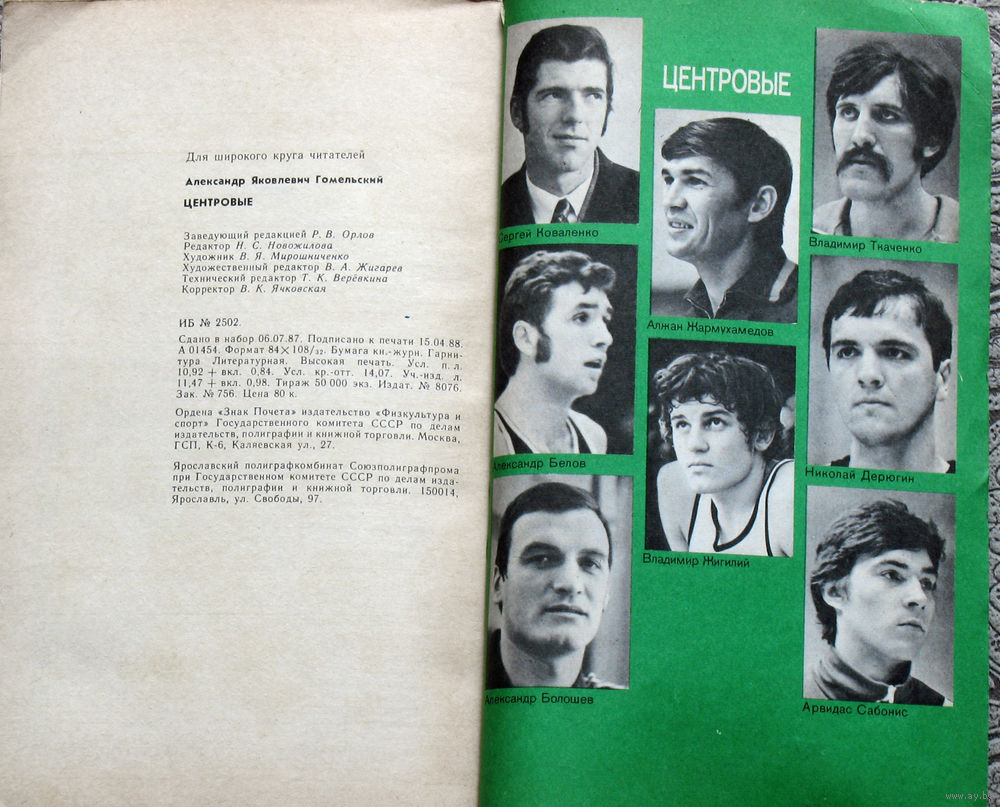 Для широкого круга читателей
Александр Яковлевич Гомельский
ЦЕНТРОВЫЕ
Заведующий редакцией Р. В. Орлов
Редактор Н. С. Новожилова
Художник В. Я. Мирошниченко
Художественный редактор В. А. Жигарев
Технический редактор Т. К. Верёвкина
Корректор В. К. Ячковская
ИБ № 2502.
Сдано в набор 06.07.87. Подписано к печати 15.04.88.
А 01454. Формат 84×108/32. Бумага кн.-журн. Гарни-
тура Литературная. Высокая печать. Усл. п. л.
10,92 + вкл. 0,84. Усл. кр.-отт. 14,07. Уч.-изд. л.
11,47 + вкл. 0,98. Тираж 50 000 экз. Издат. № 8076.
Зак. № 756. Цена 80 к.
Ордена «Знак Почета» издательство «Физкультура и
спорт» Государственного комитета СССР по делам
издательств, полиграфии и книжной торговли. Москва,
ГСП, К-6, Каляевская ул., 27.
Ярославский полиграфкомбинат Союзполиграфпрома
при Государственном комитете СССР по делам изда-
тельств, полиграфии и книжной торговли. 150014,
Ярославль, ул. Свободы, 97.
ЦЕНТРОВЫЕ
Сергей Коваленко
Владимир Ткаченко
Алжан Жармухамедов
Александр Белов
Николай Дерюгин
Владимир Жигилий
Александр Болошев
Арвидас Сабонис
www.ay.by